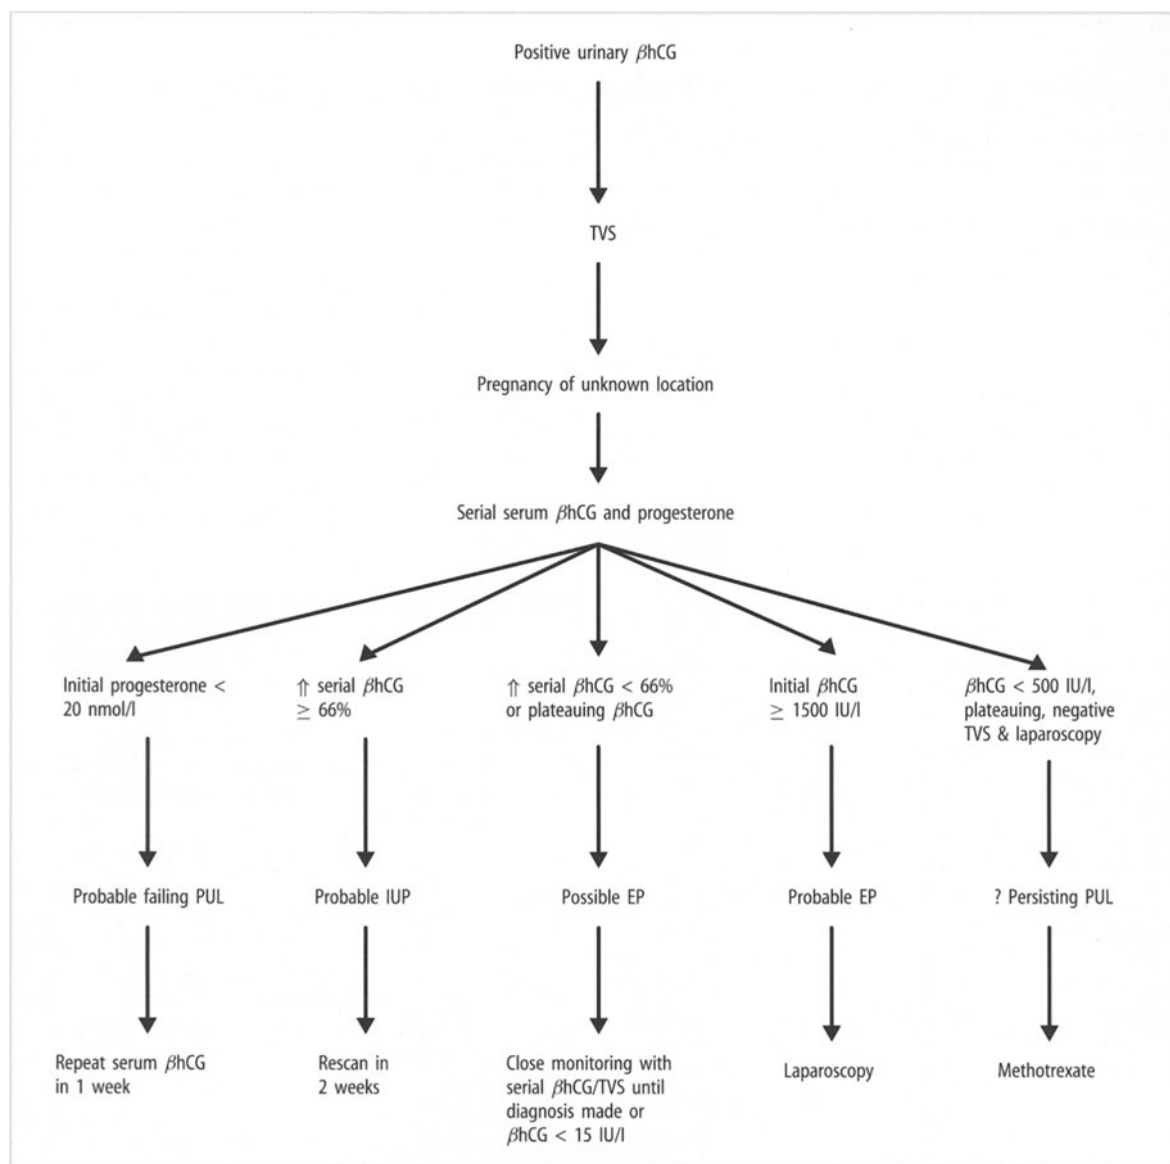 Positive urinary βhCG
TVS
Pregnancy of unknown location
Serial serum βhCG and progesterone
Initial progesterone <
20 nmol/l
⇑ serial βhCG
≥ 66%
⇑ serial βhCG < 66%
or plateauing βhCG
Initial βhCG
≥ 1500 IU/l
βhCG < 500 IU/l,
plateauing, negative
TVS & laparoscopy
Probable failing PUL
Probable IUP
Possible EP
Probable EP
? Persisting PUL
Repeat serum βhCG
in 1 week
Rescan in
2 weeks
Close monitoring with
serial βhCG/TVS until
diagnosis made or
βhCG < 15 IU/l
Laparoscopy
Methotrexate